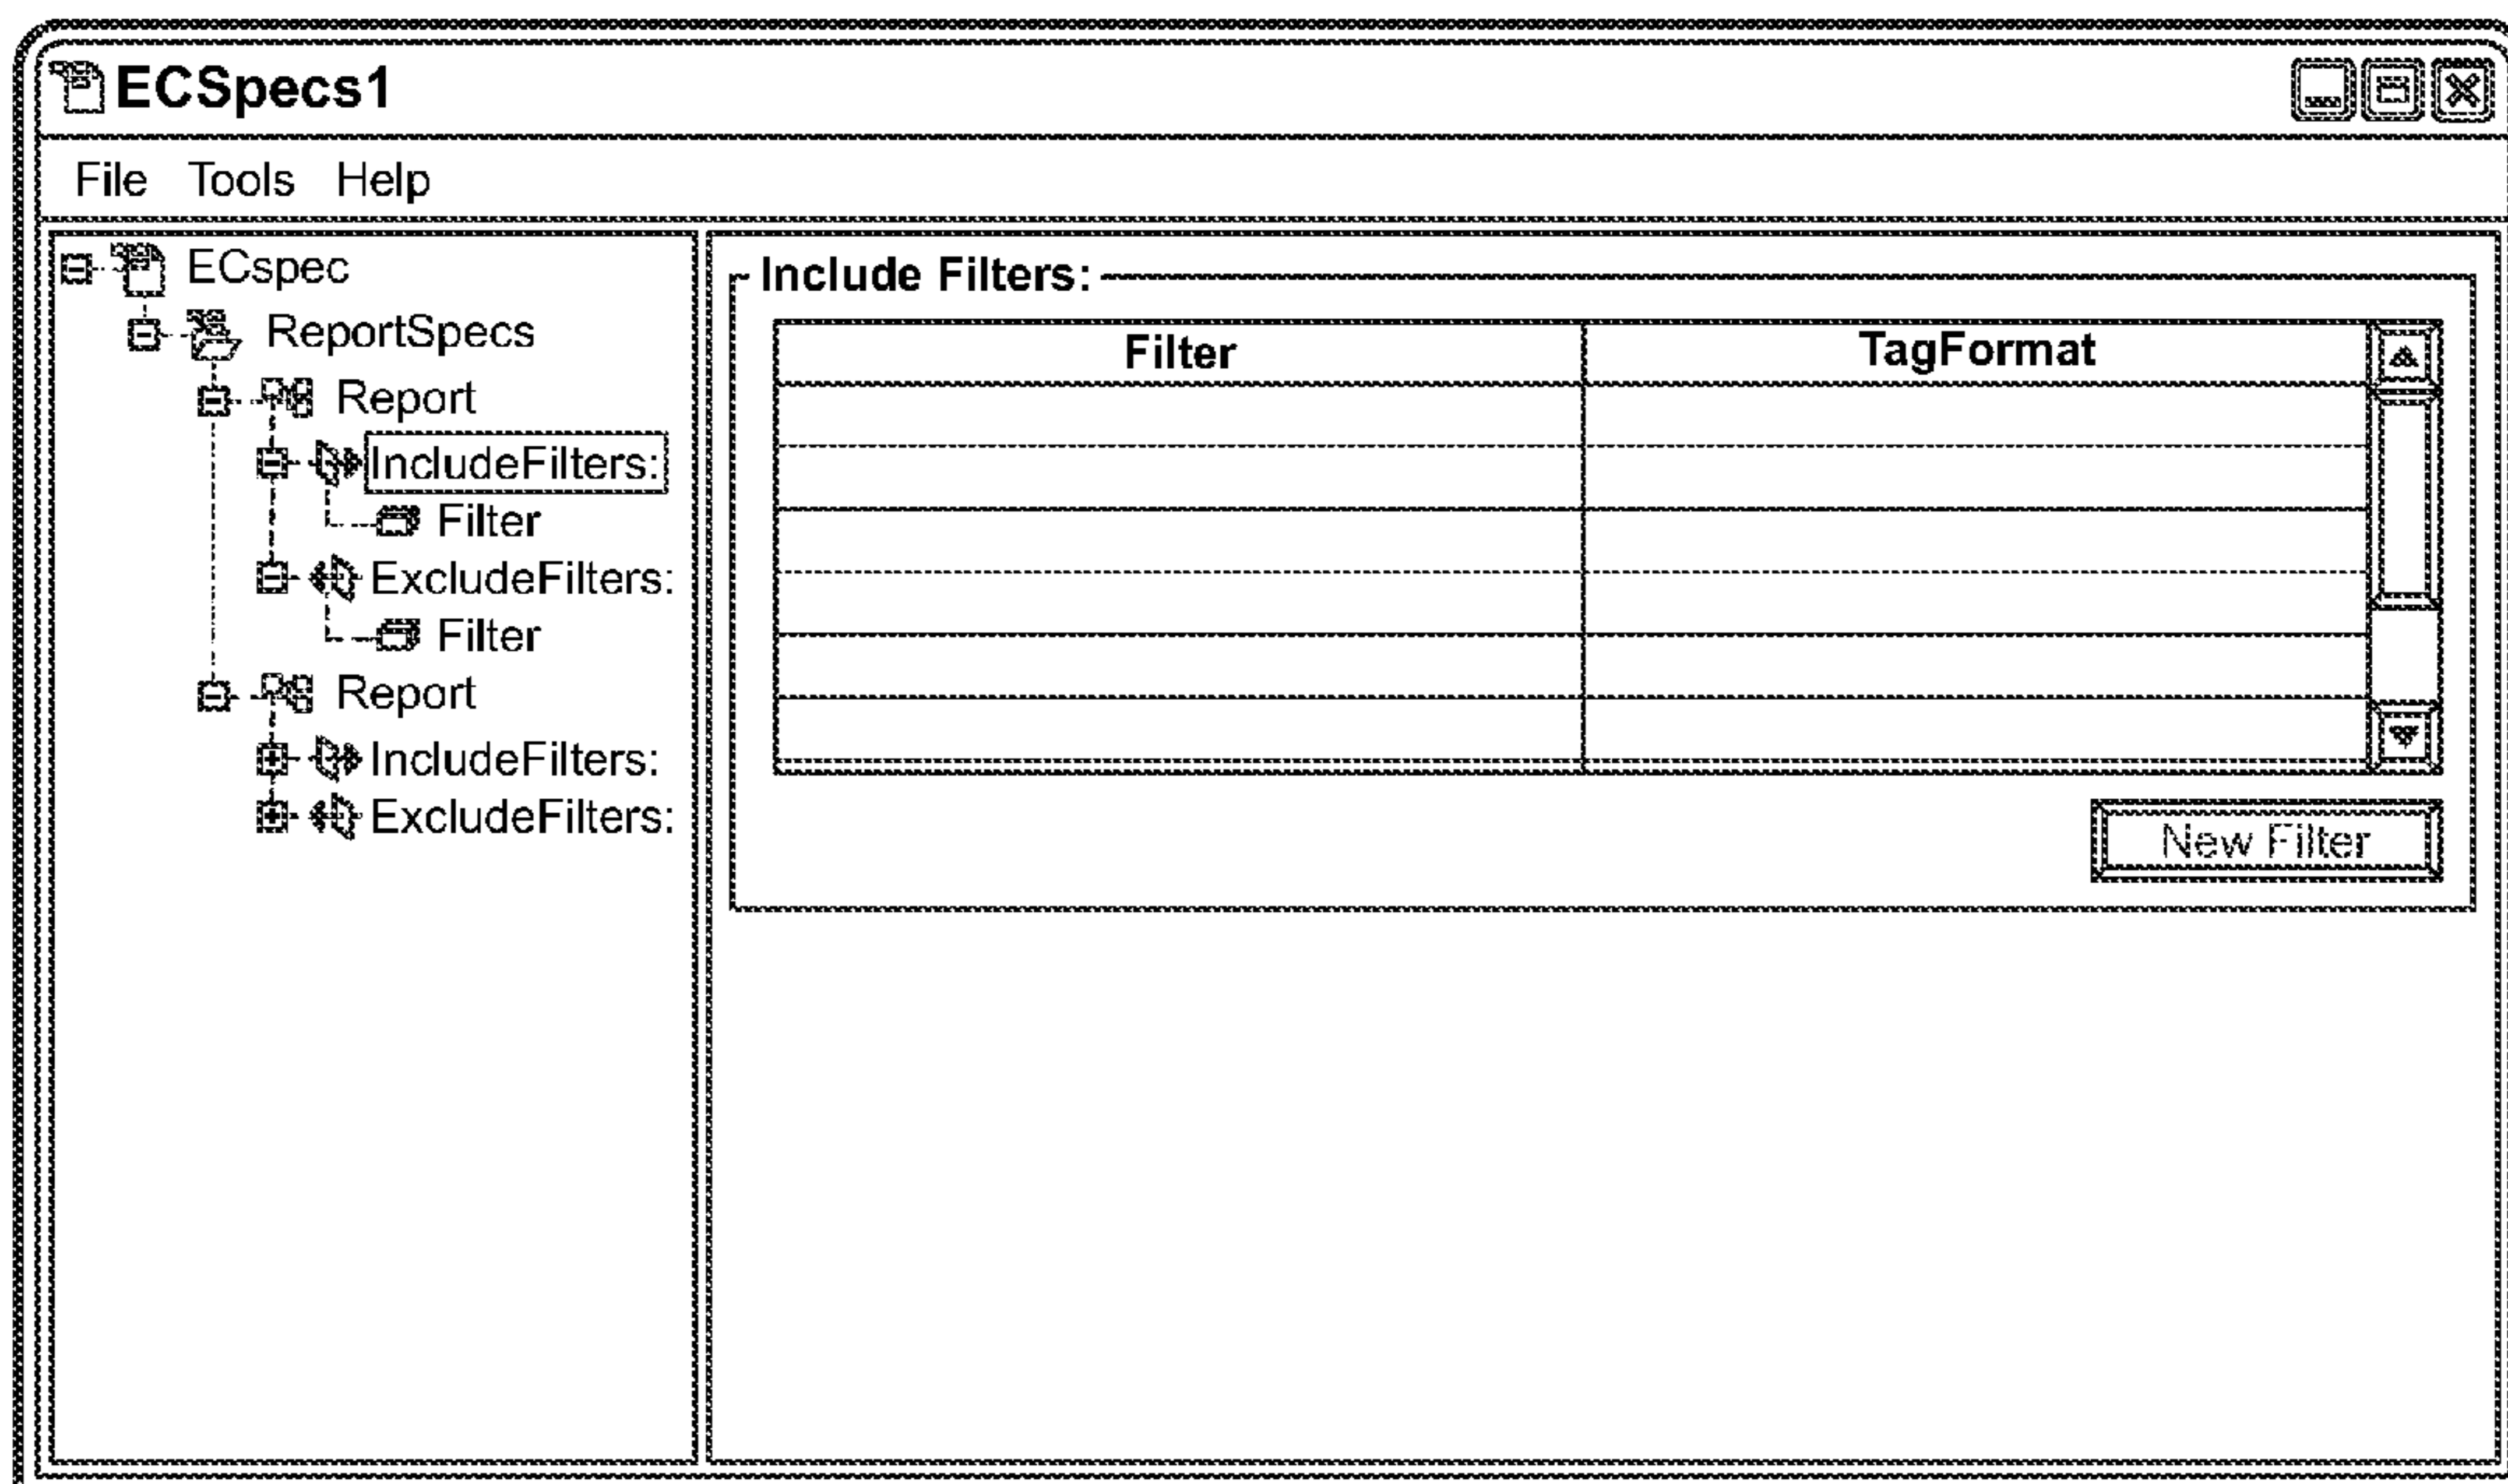 ECSpecs1
File Tools Help
ECspec
ReportSpecs
Report
IncludeFilters:
Filter
ExcludeFilters:
Filter
Report
IncludeFilters:
ExcludeFilters:
Include Filters:
Filter TagFormat
New Filter